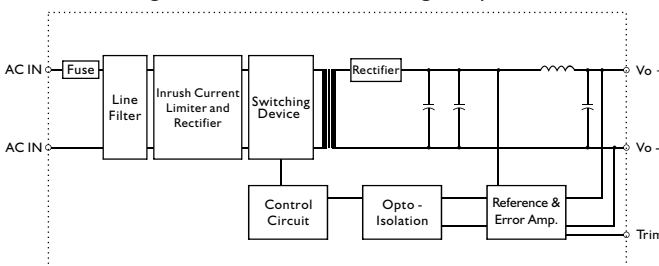 AC IN
Fuse
Line
Filter
Inrush Current
Limiter and
Rectifier
Switching
Device
Rectifier
Vo -
AC IN
Vo -
Control
Circuit
Opto -
Isolation
Reference &
Error Amp.
Trim